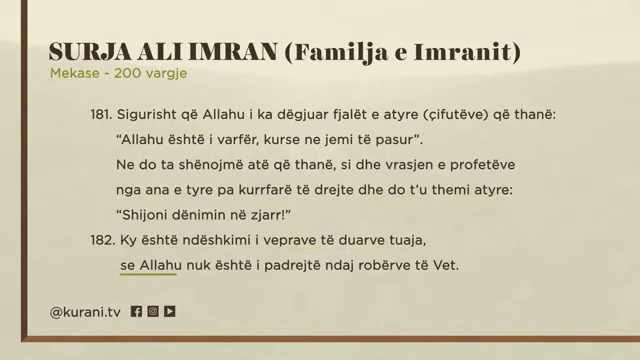 SURJA ALI IMRAN (Familja e Imranit)
Mekase - 200 vargje
181. Sigurisht që Allahu i ka dëgjuar fjalët e atyre (çifutëve) që thanë:
“Allahu është i varfër, kurse ne jemi të pasur”.
Ne do ta shënojmë atë që thanë, si dhe vrasjen e profetëve
nga ana e tyre pa kurrfarë të drejte dhe do t’u themi atyre:
“Shijoni dënimin në zjarr!”
182. Ky është ndëshkimi i veprave të duarve tuaja,
se Allahu nuk është i padrejtë ndaj robërve të Vet.
@kurani.tv